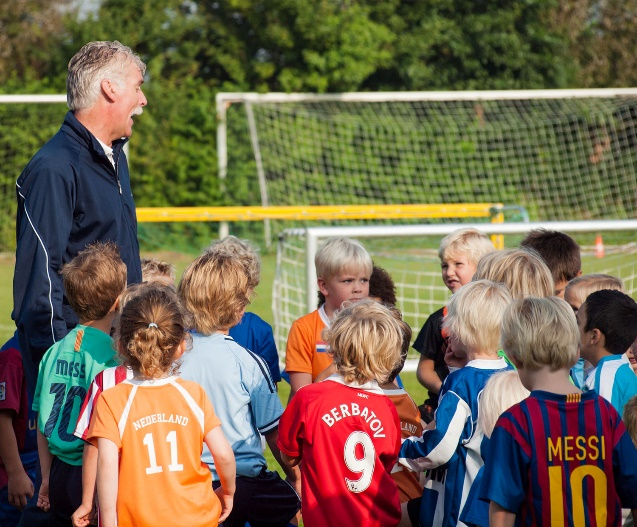 MESSI
10
NEDERLAND
11
BERBATOV
9
MESSI
10